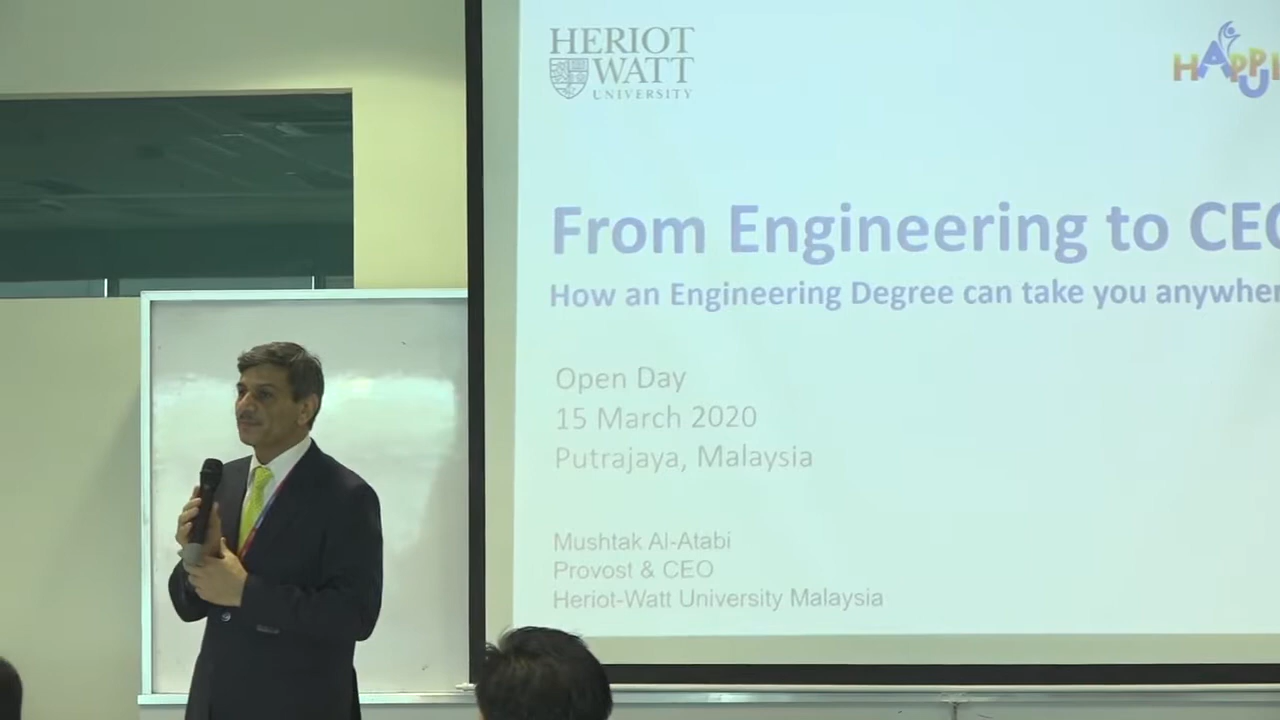 HERIOT
WATT
UNIVERSITY
From Engineering to CEO
How an Engineering Degree can take you anywher
Open Day
15 March 2020
Putrajaya, Malaysia
Mushtak Al-Atabi
Provost & CEO
Heriot-Watt University Malaysia